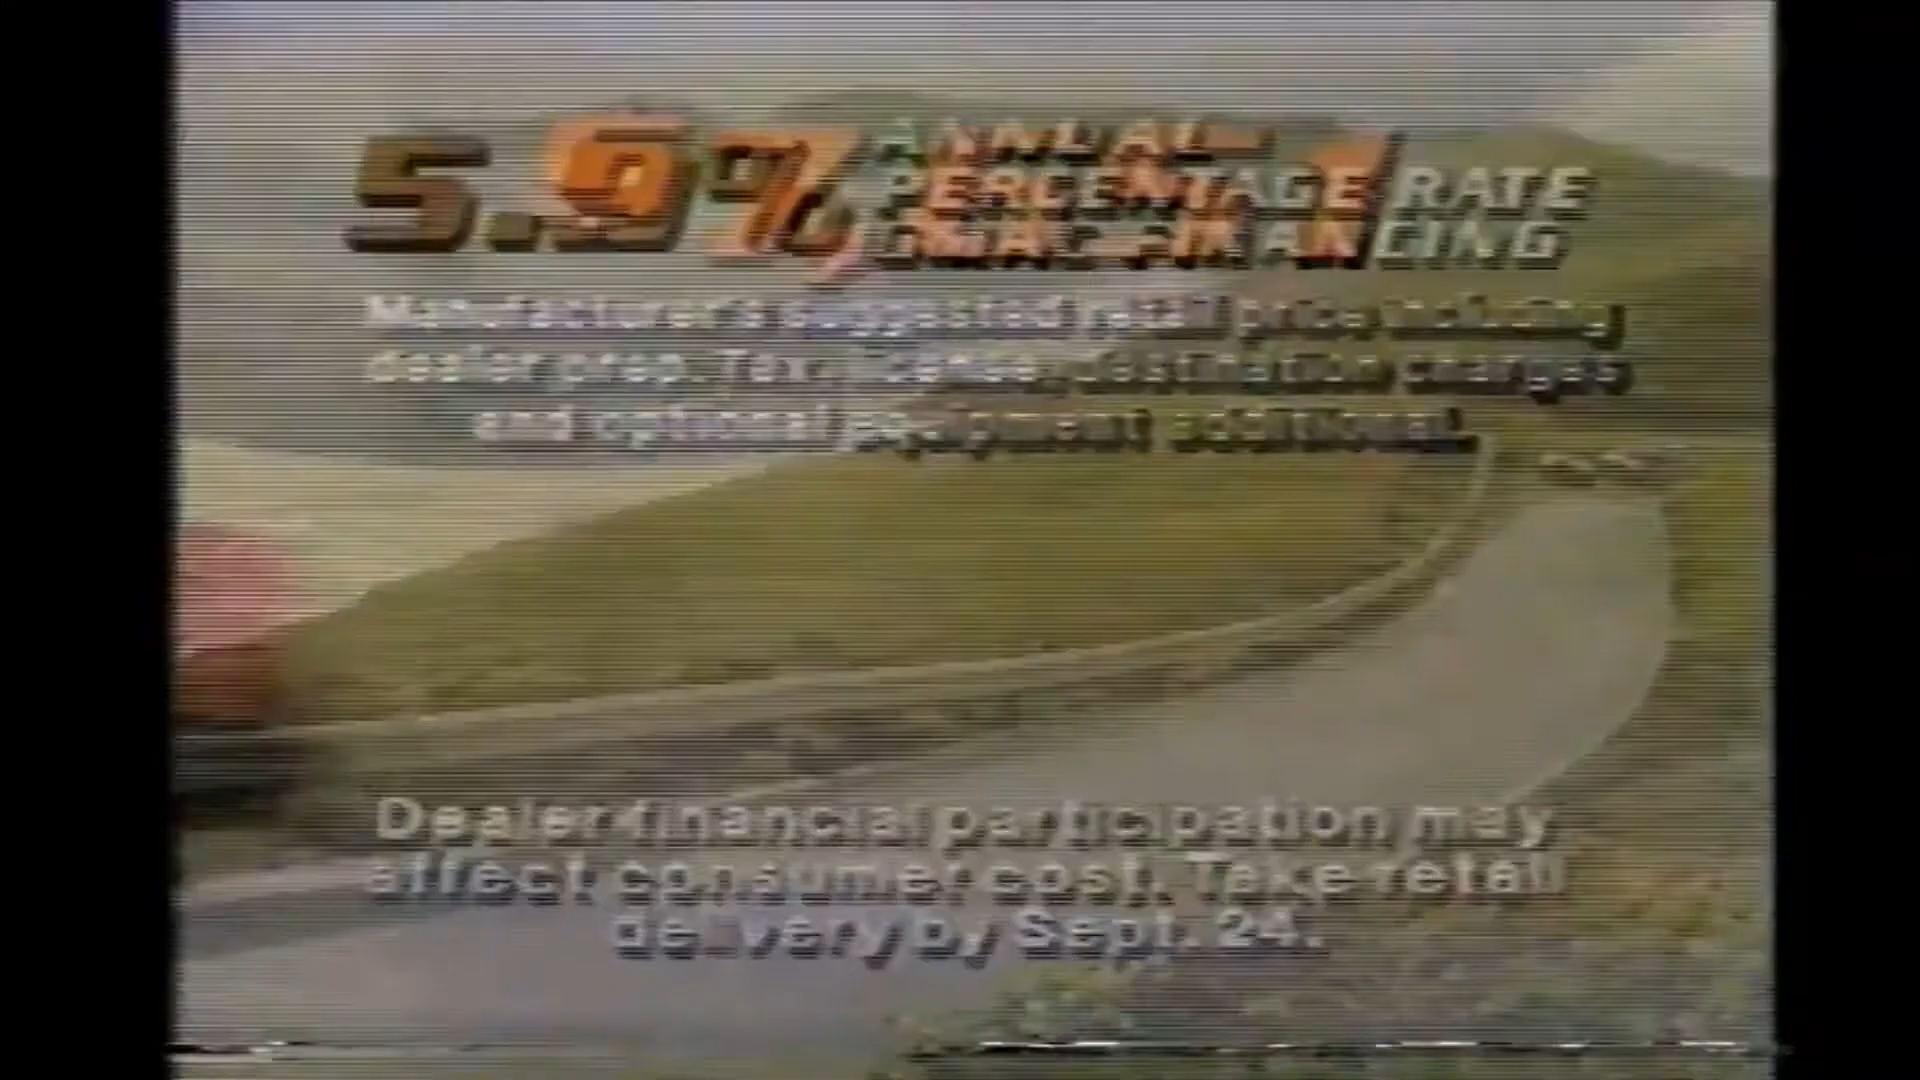 5.9% ANNUAL
PERCENTAGE RATE
GMAC FINANCING
Manufacturer's suggested retail price, including
dealer prep. Tax, license, destination charges
and optional equipment additional.
Dealer financial participation may
affect consumer cost. Take retail
delivery by Sept. 24.